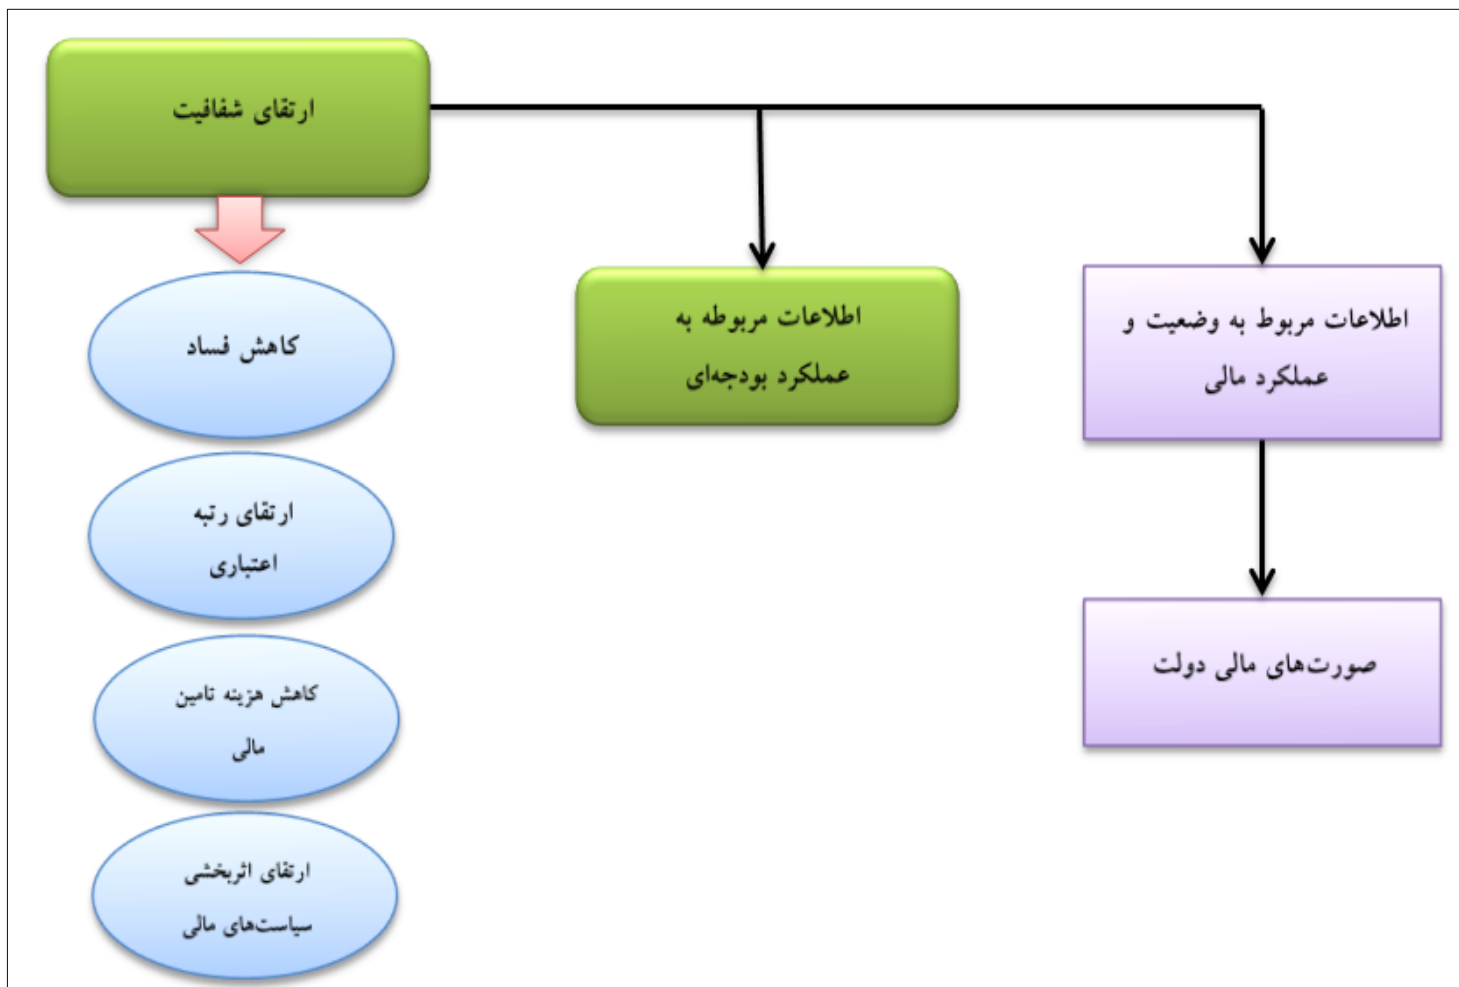 ارتقای شفافیت
اطلاعات مربوط به وضعیت و
عملکرد مالی
اطلاعات مربوطه به
عملکرد بودجه‌ای
صورت‌های مالی دولت
کاهش فساد
ارتقای رتبه
اعتباری
کاهش هزینه تامین
مالی
ارتقای اثربخشی
سیاست‌های مالی